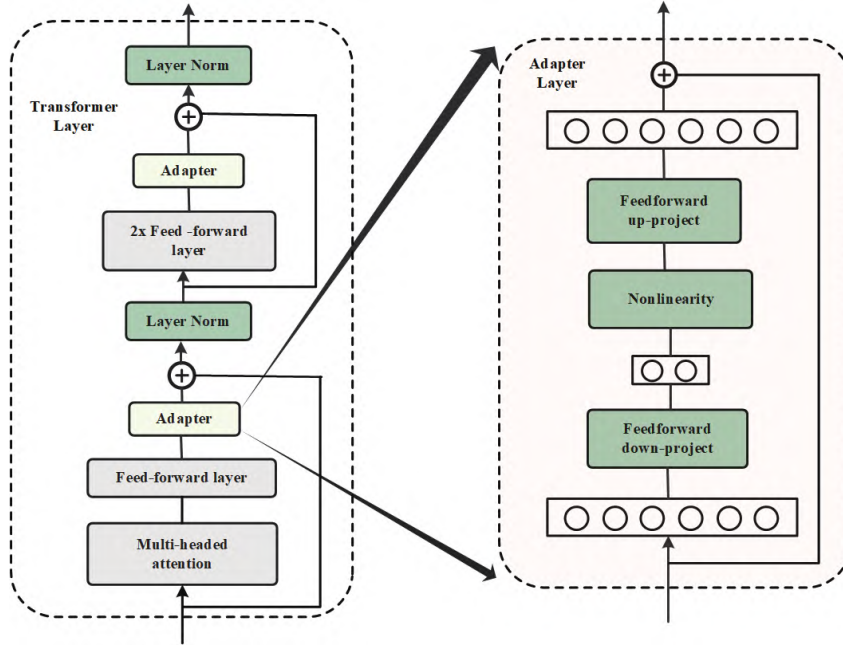 Layer Norm
Transformer
Layer
Adapter
2x Feed -forward
layer
Layer Norm
Adapter
Feed-forward layer
Multi-headed
attention
Adapter
Layer
Feedforward
up-project
Nonlinearity
Feedforward
down-project